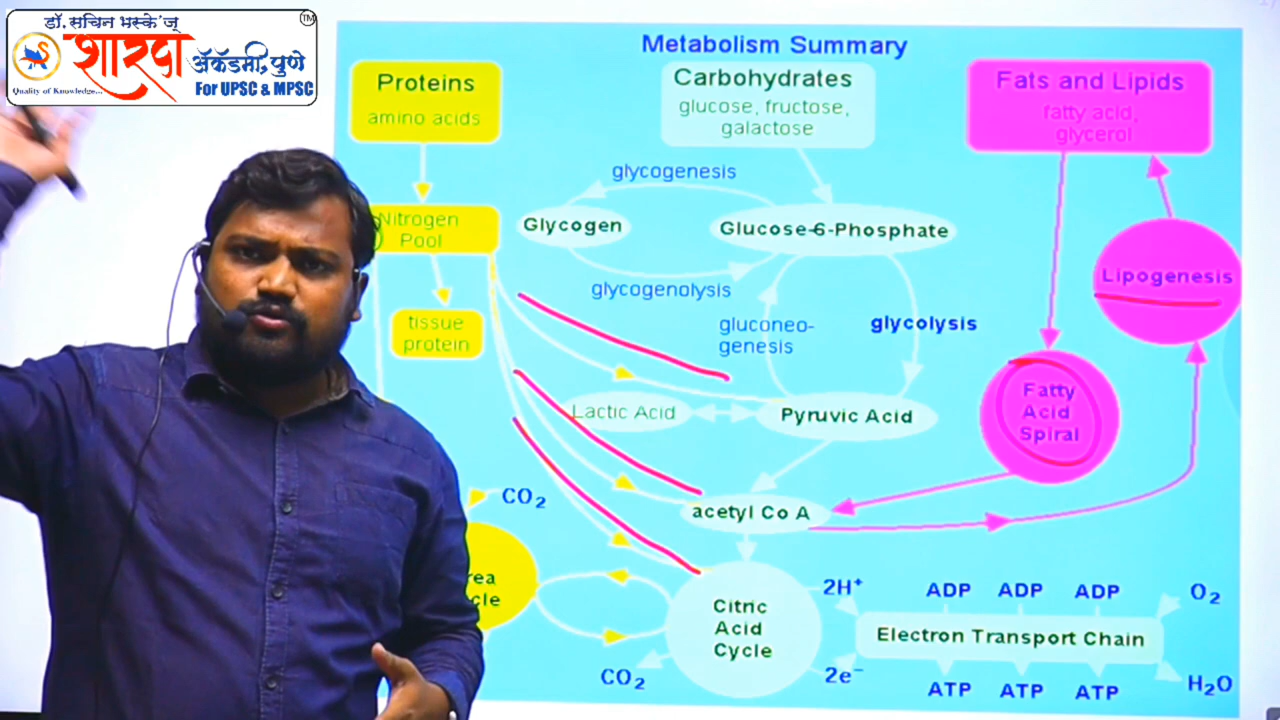 डॉ. सचिन भस्के'ज्
TM
शारदा
ॲकॅडमी, पुणे
Quality of Knowledge...
For UPSC & MPSC
Metabolism Summary
Proteins
amino acids
Carbohydrates
glucose, fructose,
galactose
Fats and Lipids
fatty acid,
glycerol
glycogenesis
Nitrogen
Pool
Glycogen
Glucose-6-Phosphate
Lipogenesis
glycogenolysis
tissue
protein
gluconeo-
genesis
glycolysis
Lactic Acid
Pyruvic Acid
Fatty
Acid
Spiral
CO2
acetyl Co A
rea
cle
Citric
Acid
Cycle
2H+
ADP ADP ADP
O2
Electron Transport Chain
CO2
2e-
ATP ATP ATP
H2O